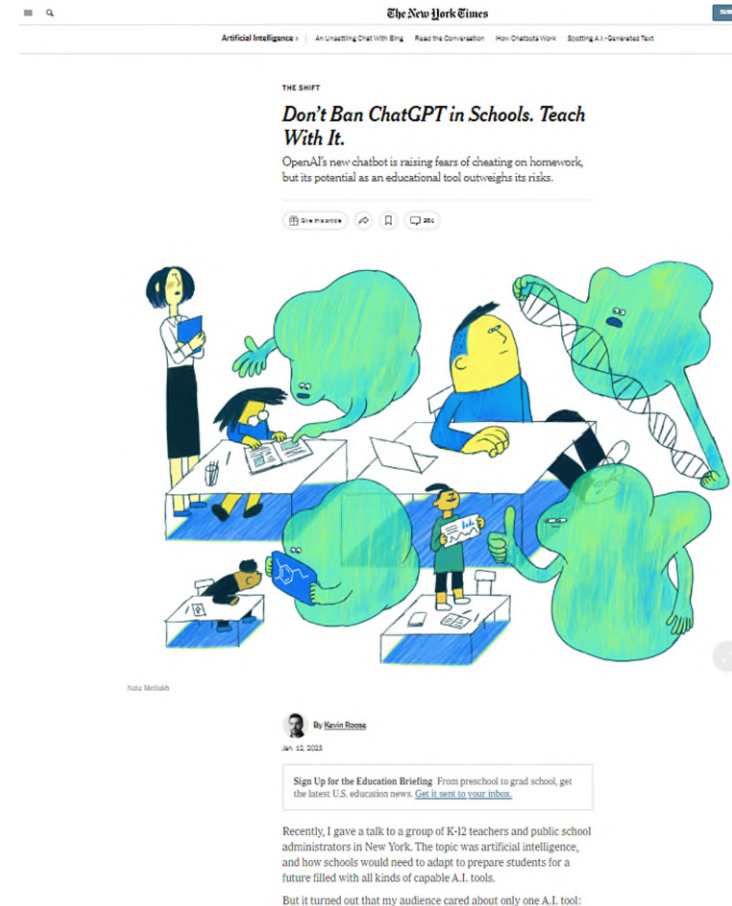 The New York Times
Artificial Intelligence › An Unsettling Chat With Bing Read the Conversation How Chatbots Work Spotting A.I.-Generated Text
THE SHIFT
Don’t Ban ChatGPT in Schools. Teach
With It.
OpenAI’s new chatbot is raising fears of cheating on homework,
but its potential as an educational tool outweighs its risks.
Give this article
Nata Metlukh
By Kevin Roose
Jan. 12, 2023
Sign Up for the Education Briefing From preschool to grad school, get
the latest U.S. education news. Get it sent to your inbox.
Recently, I gave a talk to a group of K-12 teachers and public school
administrators in New York. The topic was artificial intelligence,
and how schools would need to adapt to prepare students for a
future filled with all kinds of capable A.I. tools.
But it turned out that my audience cared about only one A.I. tool: